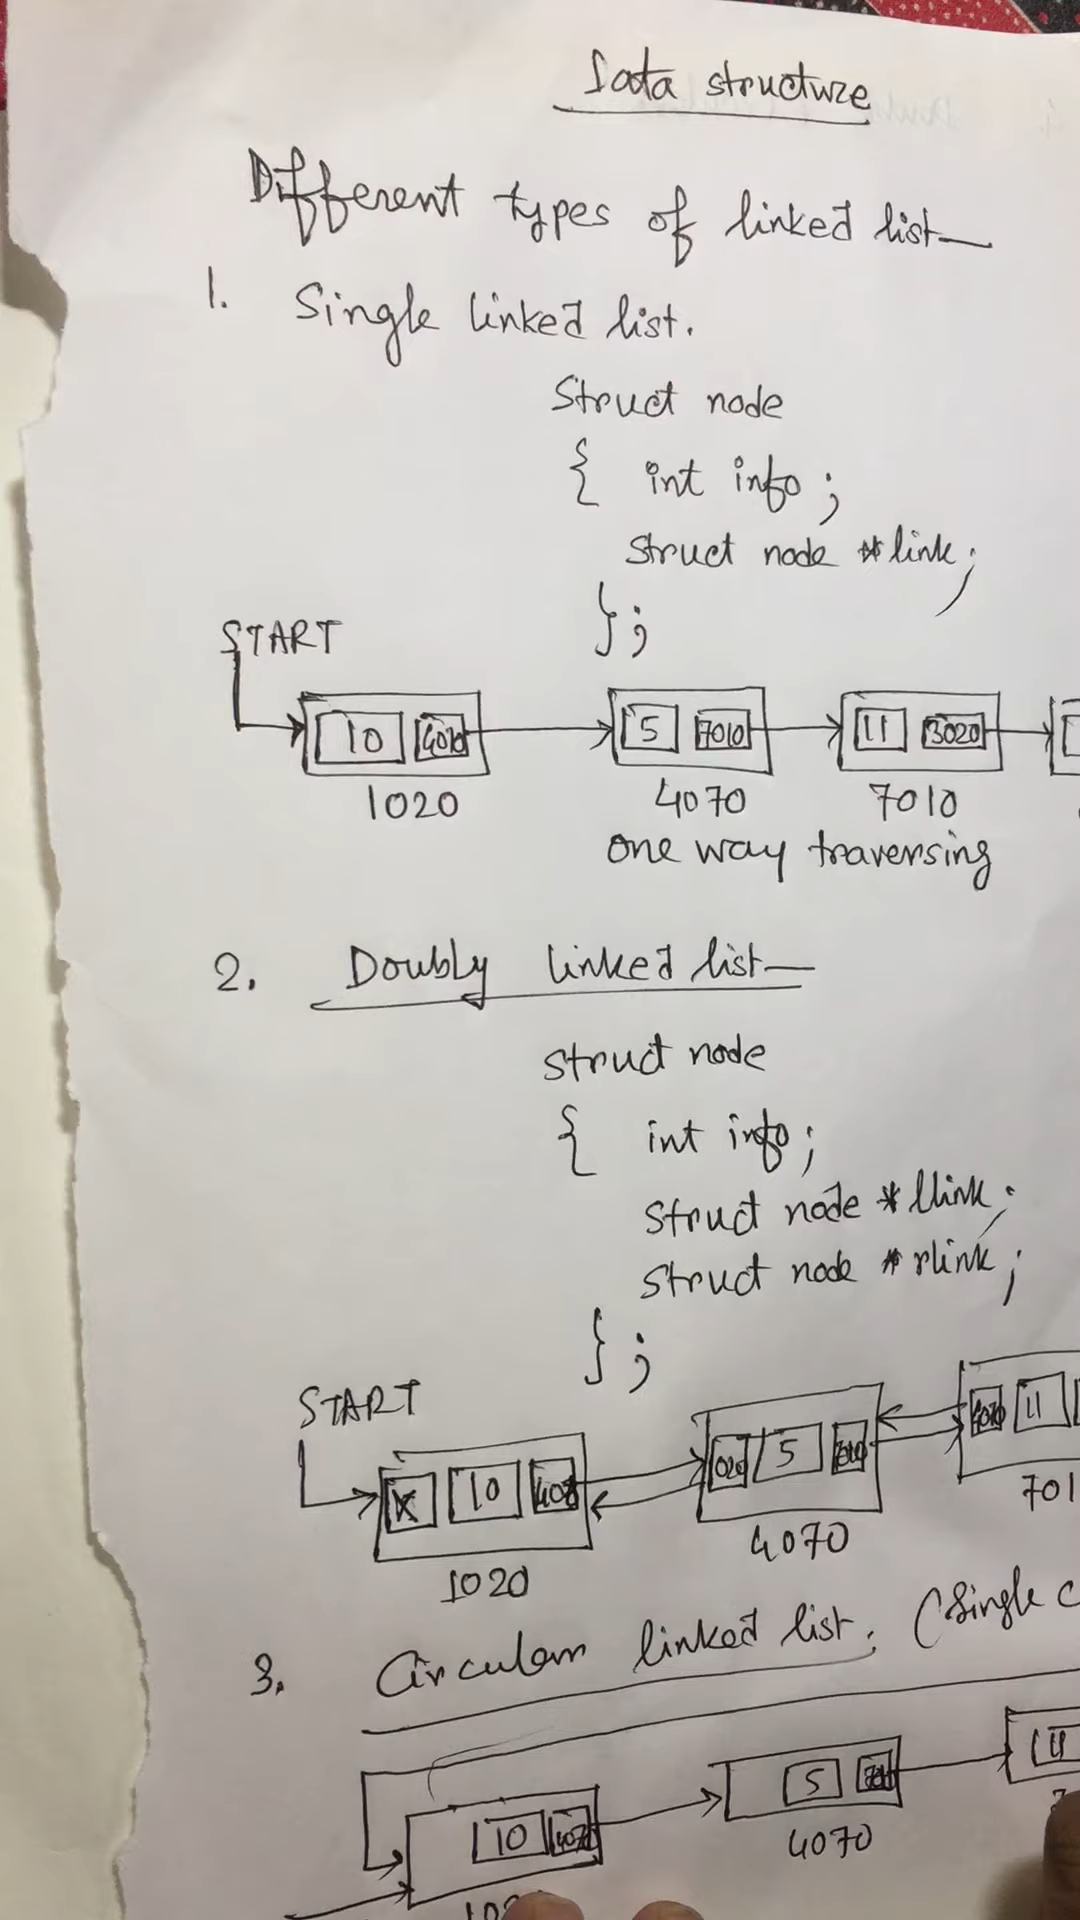 Data structure
Different types of linked list—
1. Single linked list.
struct node
{ int info;
struct node *link;
};
START
10 4070 5 7010 11 3020
1020 4070 7010
one way traversing
2. Doubly linked list—
struct node
{ int info;
struct node *llink;
struct node *rlink;
};
START
X 10 5 11
1020 4070 701
3. Circular linked list. (Single c
10 5 11
4070